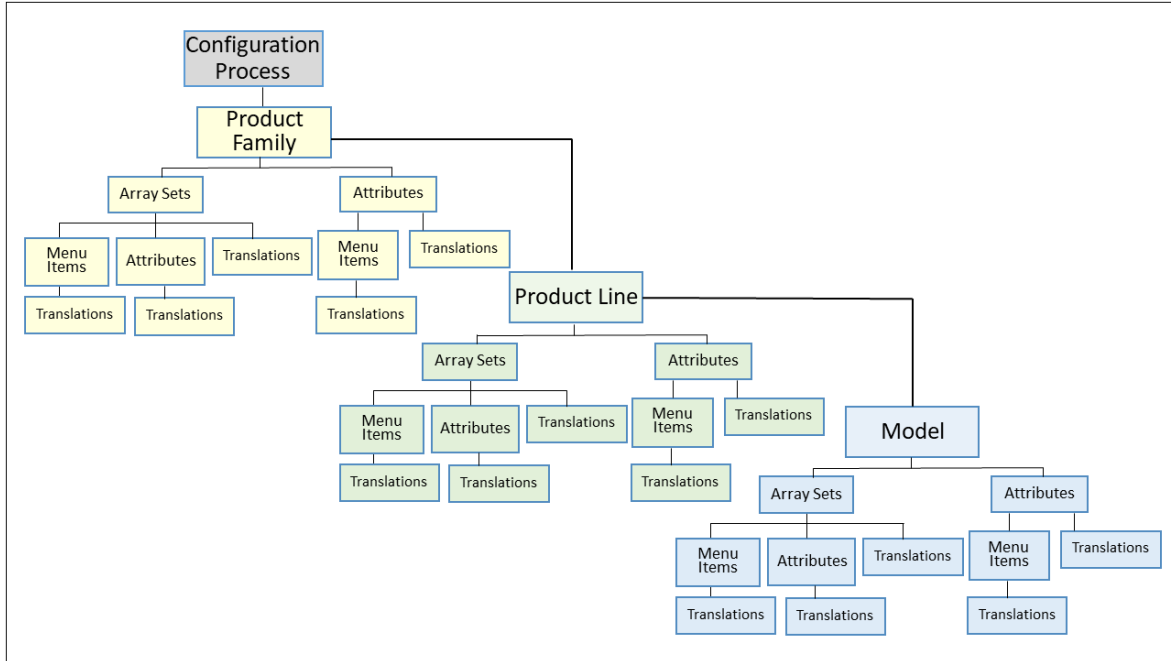 Configuration
Process
Product
Family
Array Sets
Attributes
Menu
Items
Attributes
Translations
Menu
Items
Translations
Translations
Translations
Translations
Product Line
Array Sets
Attributes
Menu
Items
Attributes
Translations
Menu
Items
Translations
Translations
Translations
Translations
Model
Array Sets
Attributes
Menu
Items
Attributes
Translations
Menu
Items
Translations
Translations
Translations
Translations